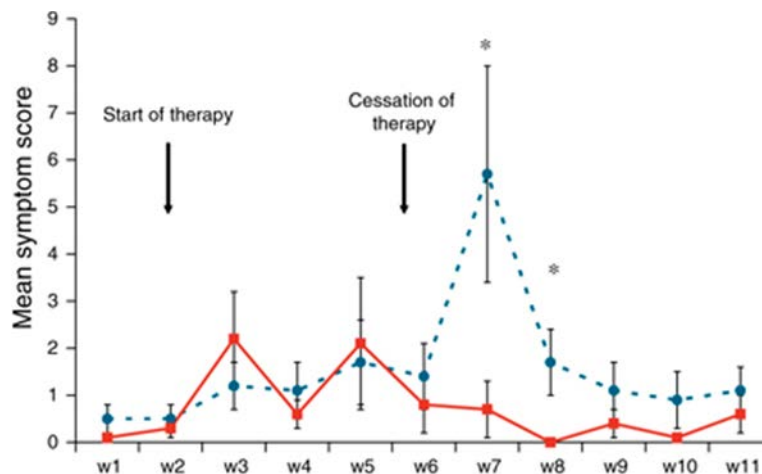 9
8
7
6
5
4
3
2
1
0
Mean symptom score
Start of therapy
Cessation of
therapy
*
*
w1 w2 w3 w4 w5 w6 w7 w8 w9 w10 w11